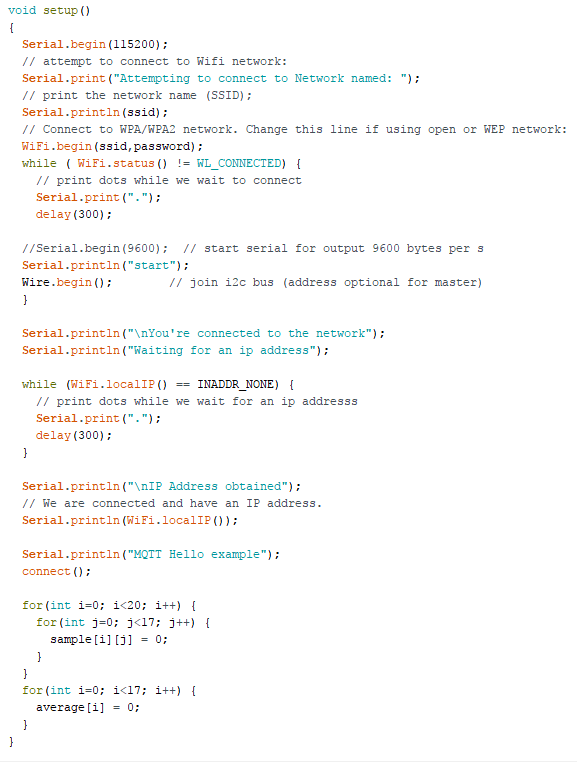 void setup()
{
  Serial.begin(115200);
  // attempt to connect to Wifi network:
  Serial.print("Attempting to connect to Network named: ");
  // print the network name (SSID);
  Serial.println(ssid);
  // Connect to WPA/WPA2 network. Change this line if using open or WEP network:
  WiFi.begin(ssid,password);
  while ( WiFi.status() != WL_CONNECTED) {
    // print dots while we wait to connect
    Serial.print(".");
    delay(300);

  //Serial.begin(9600);  // start serial for output 9600 bytes per s
  Serial.println("start");
  Wire.begin();        // join i2c bus (address optional for master)
  }

  Serial.println("\nYou're connected to the network");
  Serial.println("Waiting for an ip address");

  while (WiFi.localIP() == INADDR_NONE) {
    // print dots while we wait for an ip addresss
    Serial.print(".");
    delay(300);
  }

  Serial.println("\nIP Address obtained");
  // We are connected and have an IP address.
  Serial.println(WiFi.localIP());

  Serial.println("MQTT Hello example");
  connect();

  for(int i=0; i<20; i++) {
    for(int j=0; j<17; j++) {
      sample[i][j] = 0;
    }
  }
  for(int i=0; i<17; i++) {
    average[i] = 0;
  }
}